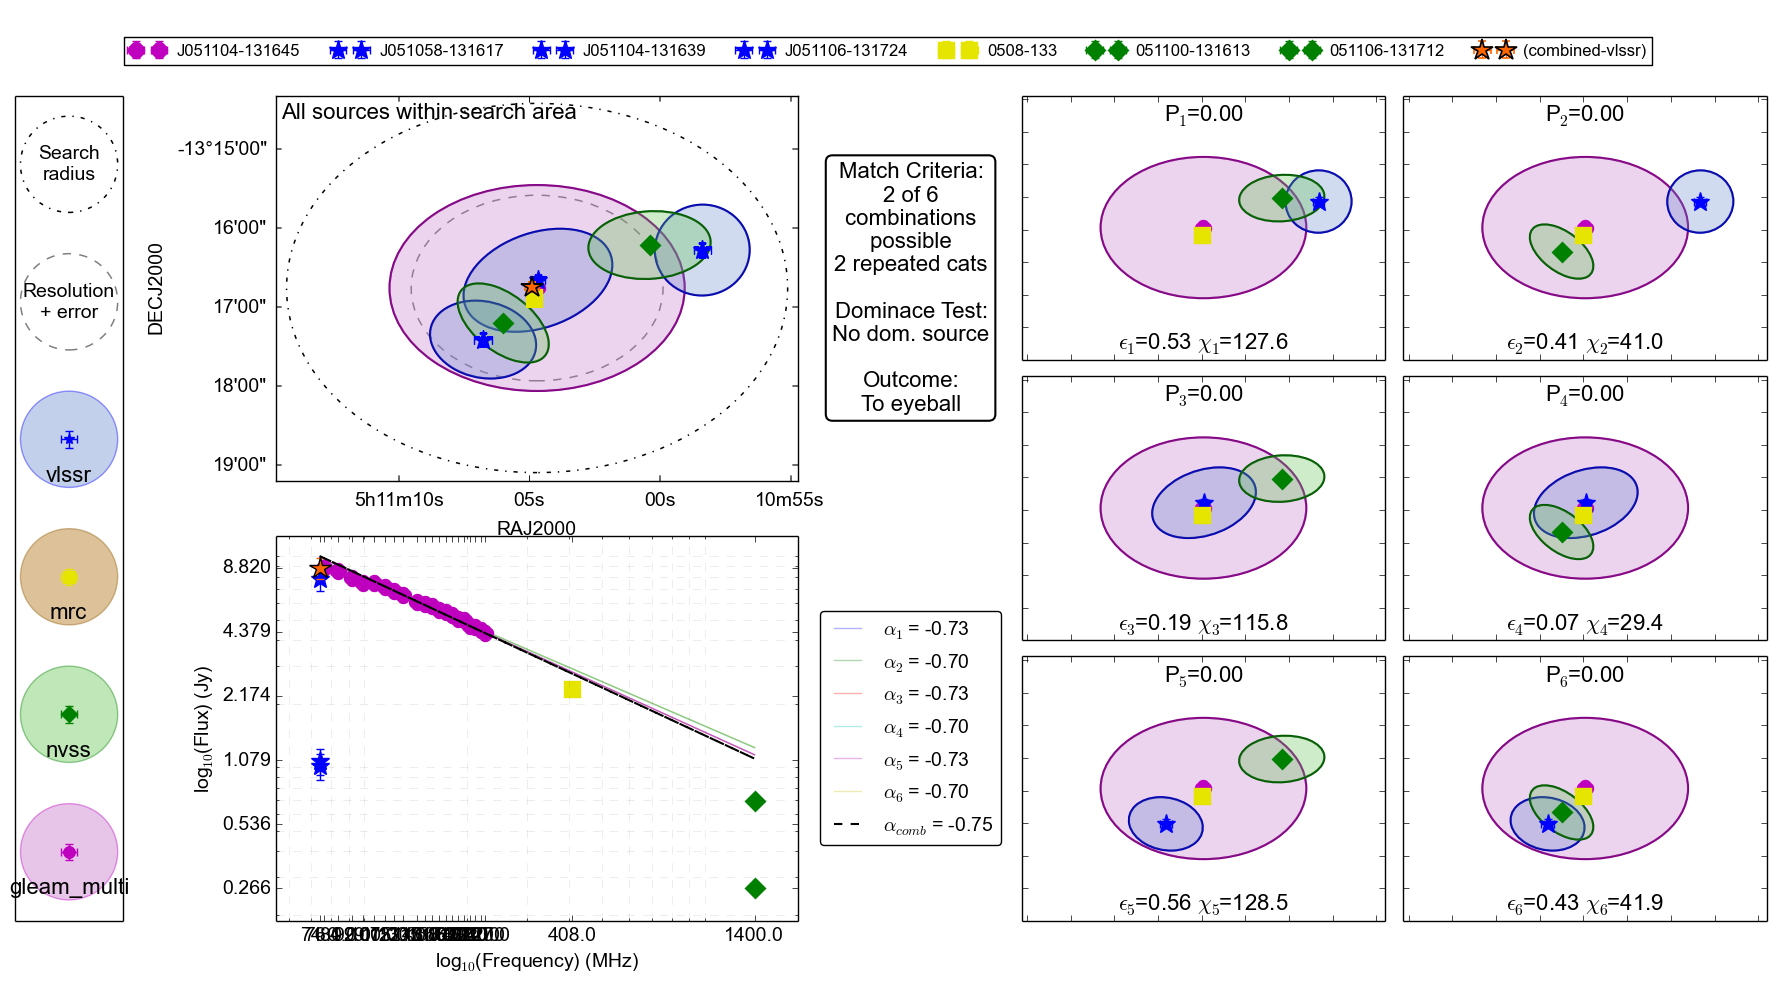 J051104-131645 J051058-131617 J051104-131639 J051106-131724 0508-133 051100-131613 051106-131712 (combined-vlssr)
Search
radius
Resolution
+ error
vlssr
mrc
nvss
gleam_multi
All sources within search area
DECJ2000
-13°15'00"
16'00"
17'00"
18'00"
19'00"
5h11m10s 05s 00s 10m55s
RAJ2000
log10(Flux) (Jy)
8.820
4.379
2.174
1.079
0.536
0.266
408.0 1400.0
log10(Frequency) (MHz)
Match Criteria:
2 of 6
combinations
possible
2 repeated cats
Dominace Test:
No dom. source
Outcome:
To eyeball
α1 = -0.73
α2 = -0.70
α3 = -0.73
α4 = -0.70
α5 = -0.73
α6 = -0.70
αcomb = -0.75
P1=0.00
ϵ1=0.53 χ1=127.6
P2=0.00
ϵ2=0.41 χ2=41.0
P3=0.00
ϵ3=0.19 χ3=115.8
P4=0.00
ϵ4=0.07 χ4=29.4
P5=0.00
ϵ5=0.56 χ5=128.5
P6=0.00
ϵ6=0.43 χ6=41.9